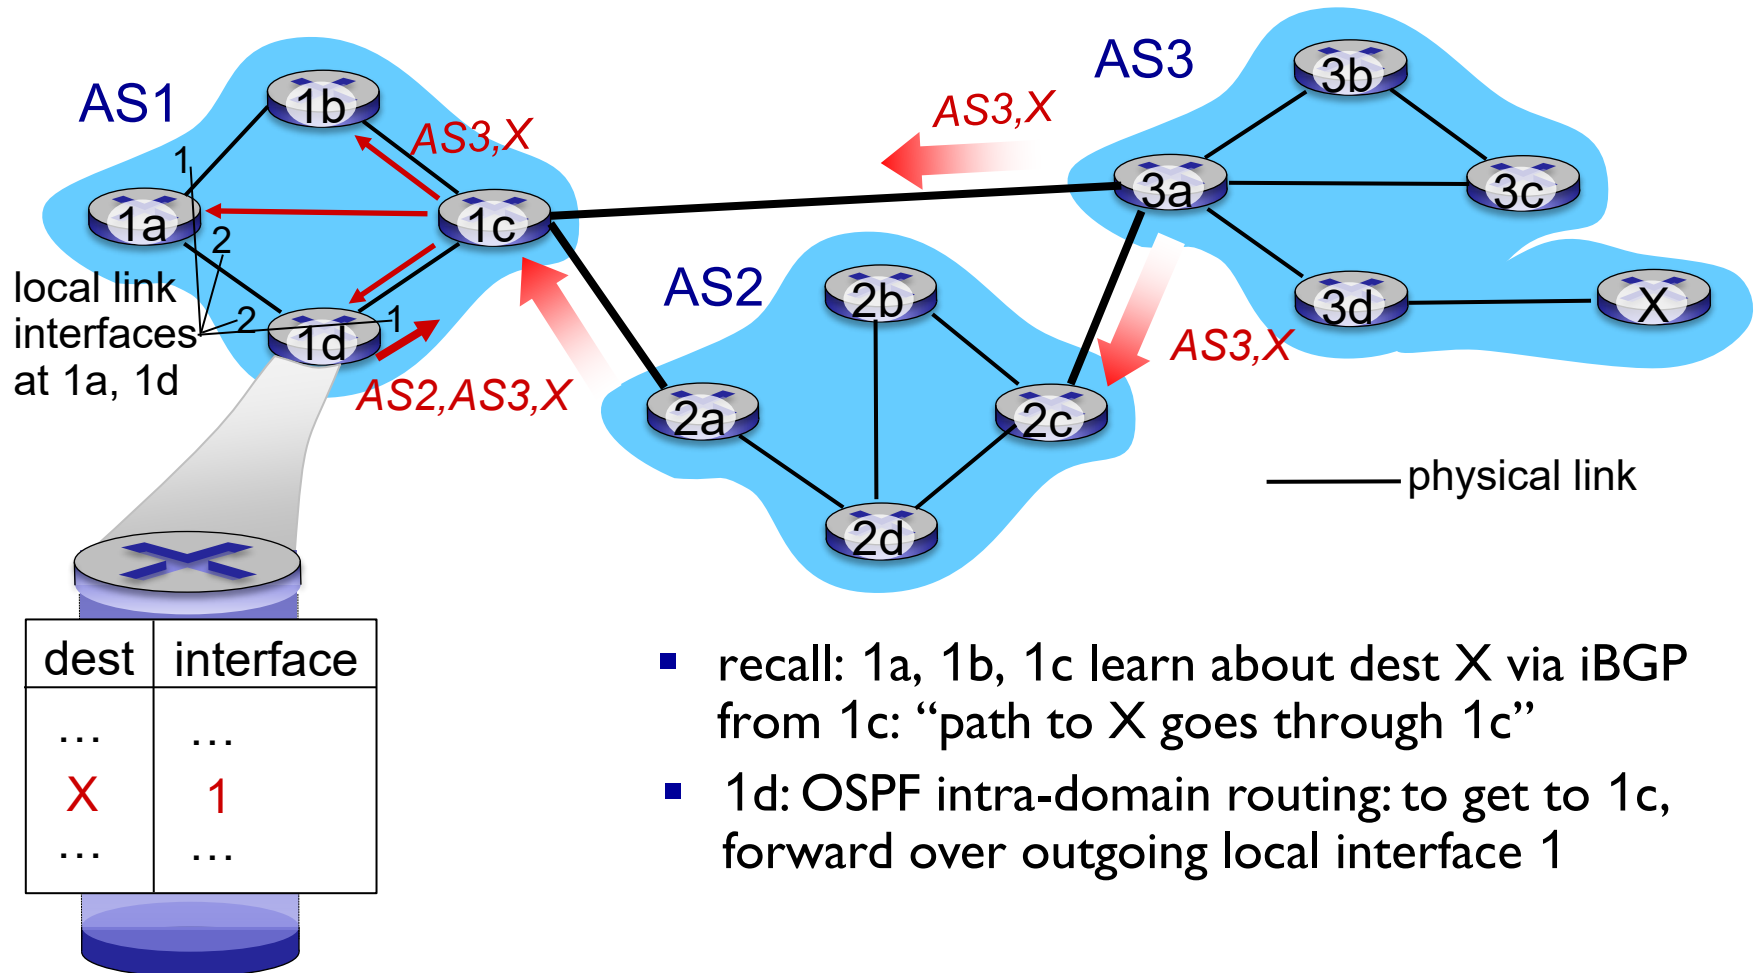 AS1
1b
AS3,X
1
1a
1c
2
local link
interfaces
at 1a, 1d
2
1
1d
AS2,AS3,X
AS3,X
AS3
3b
3a
3c
3d
X
AS3,X
AS2
2b
2a
2c
2d
physical link
dest interface
... ...
X 1
... ...
▪ recall: 1a, 1b, 1c learn about dest X via iBGP
from 1c: “path to X goes through 1c”
▪ 1d: OSPF intra-domain routing: to get to 1c,
forward over outgoing local interface 1